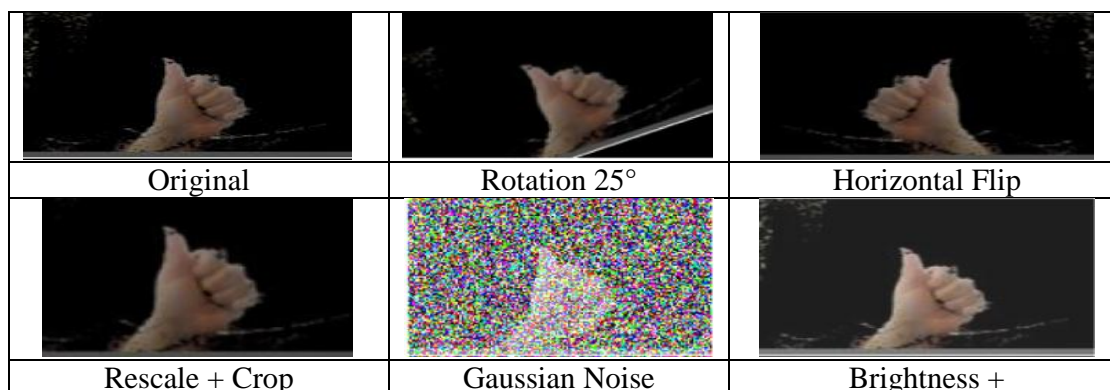 Original
Rotation 25°
Horizontal Flip
Rescale + Crop
Gaussian Noise
Brightness +